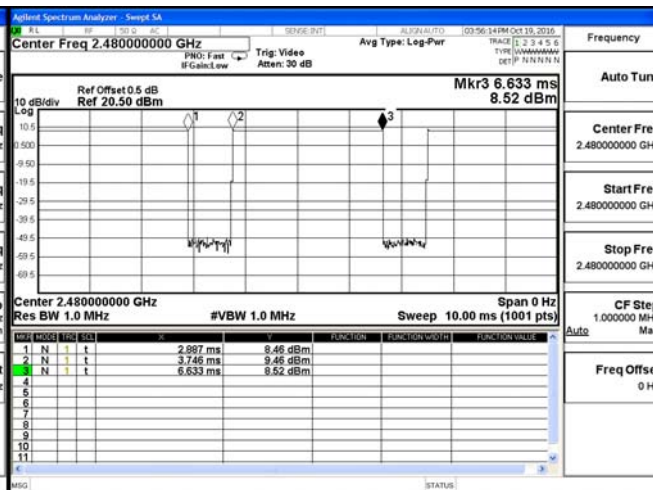 Agilent Spectrum Analyzer - Swept SA
RL RF 50 Ω AC SENSE:INT ALIGNAUTO 03:56:14 PM Oct 19, 2016
Center Freq 2.480000000 GHz
PNO: Fast
IFGain:Low
Trig: Video
Atten: 30 dB
Avg Type: Log-Pwr
TRACE 1 2 3 4 5 6
TYPE WWWWWW
DET P N N N N N
Frequency
Auto Tun
Mkr3 6.633 ms
8.52 dBm
Ref Offset 0.5 dB
10 dB/div Ref 20.50 dBm
Log
1 2 3
10.5
0.500
-9.50
-19.5
-29.5
-39.5
-49.5
-59.5
-69.5
Center Fre
2.480000000 GH
Start Fre
2.480000000 GH
Stop Fre
2.480000000 GH
CF Ste
1.000000 MH
Auto Ma
Freq Offse
0 H
Center 2.480000000 GHz Span 0 Hz
Res BW 1.0 MHz #VBW 1.0 MHz Sweep 10.00 ms (1001 pts)
MKR MODE TRC SCL X Y FUNCTION FUNCTION WIDTH FUNCTION VALUE
1 N 1 t 2.887 ms 8.46 dBm
2 N 1 t 3.746 ms 9.46 dBm
3 N 1 t 6.633 ms 8.52 dBm
4
5
6
7
8
9
10
11
MSG STATUS